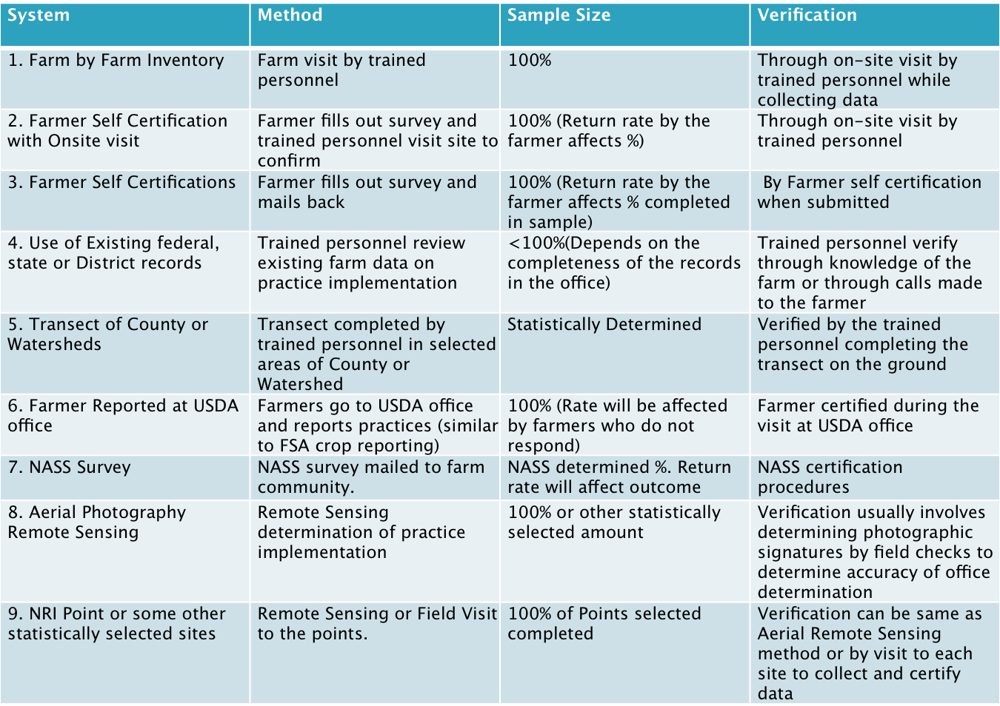 System
Method
Sample Size
Verification
1. Farm by Farm Inventory
Farm visit by trained
personnel
100%
Through on-site visit by
trained personnel while
collecting data
2. Farmer Self Certification
with Onsite visit
Farmer fills out survey and
trained personnel visit site to
confirm
100% (Return rate by the
farmer affects %)
Through on-site visit by
trained personnel
3. Farmer Self Certifications
Farmer fills out survey and
mails back
100% (Return rate by the
farmer affects % completed
in sample)
By Farmer self certification
when submitted
4. Use of Existing federal,
state or District records
Trained personnel review
existing farm data on
practice implementation
<100%(Depends on the
completeness of the records
in the office)
Trained personnel verify
through knowledge of the
farm or through calls made
to the farmer
5. Transect of County or
Watersheds
Transect completed by
trained personnel in selected
areas of County or
Watershed
Statistically Determined
Verified by the trained
personnel completing the
transect on the ground
6. Farmer Reported at USDA
office
Farmers go to USDA office
and reports practices (similar
to FSA crop reporting)
100% (Rate will be affected
by farmers who do not
respond)
Farmer certified during the
visit at USDA office
7. NASS Survey
NASS survey mailed to farm
community.
NASS determined %. Return
rate will affect outcome
NASS certification
procedures
8. Aerial Photography
Remote Sensing
Remote Sensing
determination of practice
implementation
100% or other statistically
selected amount
Verification usually involves
determining photographic
signatures by field checks to
determine accuracy of office
determination
9. NRI Point or some other
statistically selected sites
Remote Sensing or Field Visit
to the points.
100% of Points selected
completed
Verification can be same as
Aerial Remote Sensing
method or by visit to each
site to collect and certify
data